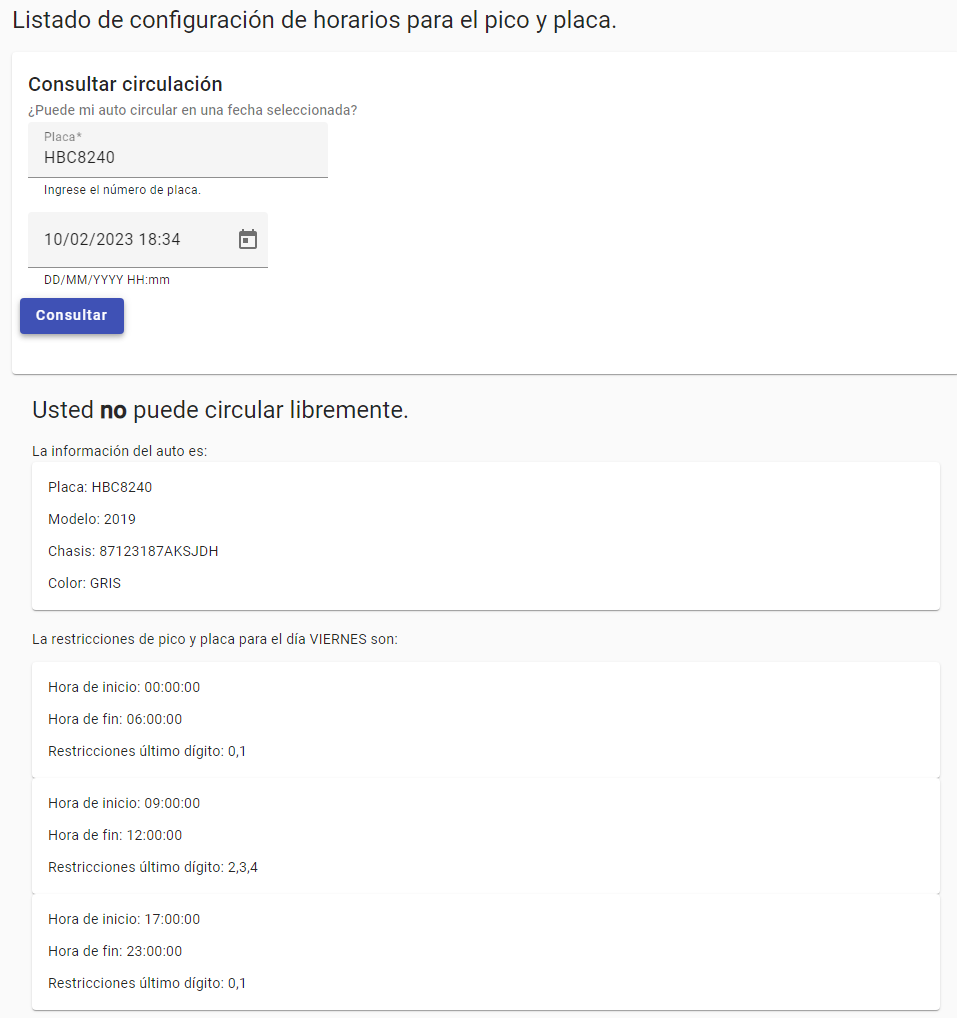 Listado de configuración de horarios para el pico y placa.
Consultar circulación
¿Puede mi auto circular en una fecha seleccionada?
Placa*
HBC8240
Ingrese el número de placa.
10/02/2023 18:34
DD/MM/YYYY HH:mm
Consultar
Usted no puede circular libremente.
La información del auto es:
Placa: HBC8240
Modelo: 2019
Chasis: 87123187AKSJDH
Color: GRIS
La restricciones de pico y placa para el día VIERNES son:
Hora de inicio: 00:00:00
Hora de fin: 06:00:00
Restricciones último dígito: 0,1
Hora de inicio: 09:00:00
Hora de fin: 12:00:00
Restricciones último dígito: 2,3,4
Hora de inicio: 17:00:00
Hora de fin: 23:00:00
Restricciones último dígito: 0,1